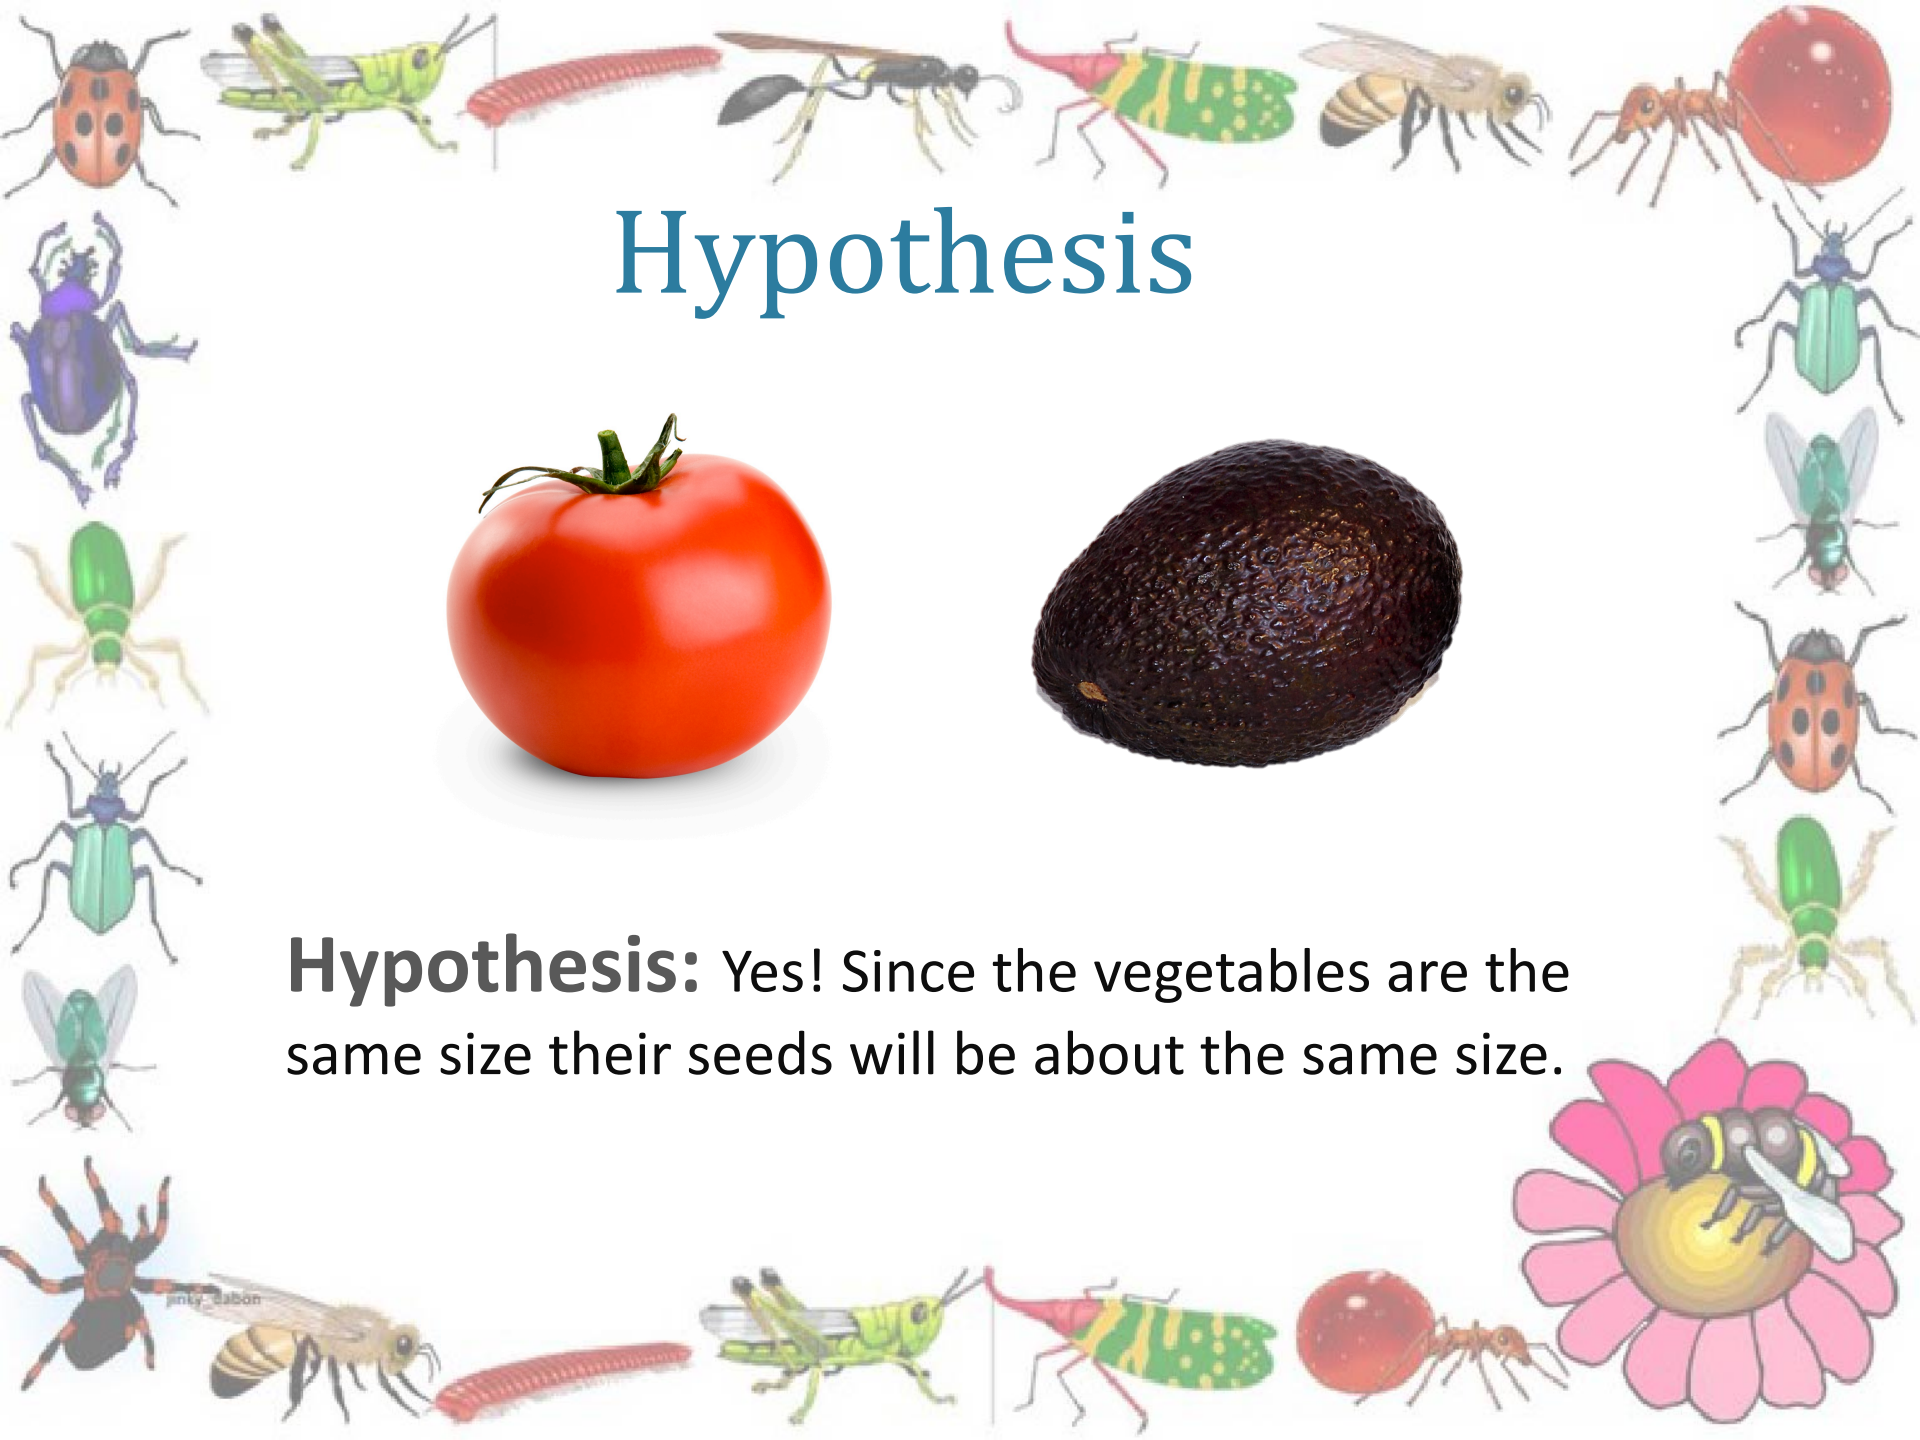 Hypothesis
Hypothesis: Yes! Since the vegetables are the
same size their seeds will be about the same size.